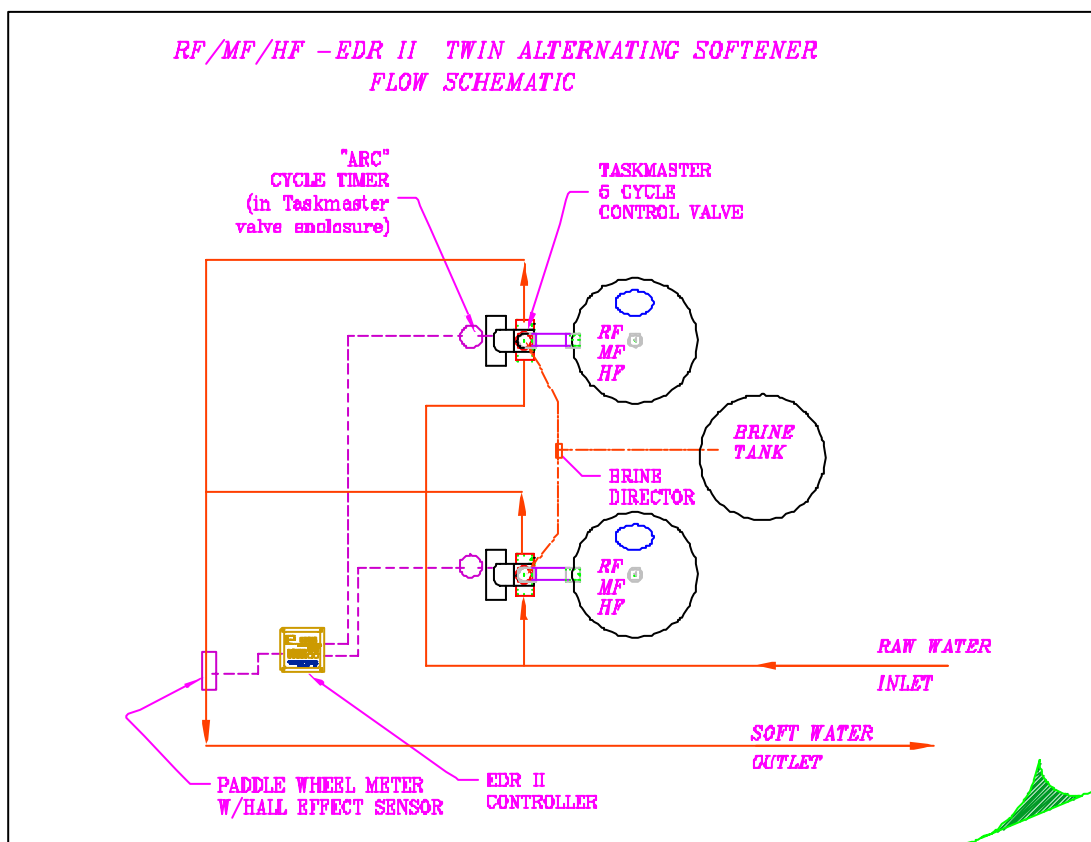 RF/MF/HF -EDR II TWIN ALTERNATING SOFTENER
FLOW SCHEMATIC
"ARC"
CYCLE TIMER
(in Taskmaster
valve enclosure)
TASKMASTER
5 CYCLE
CONTROL VALVE
RF
MF
HF
BRINE
TANK
BRINE
DIRECTOR
RF
MF
HF
RAW WATER
INLET
SOFT WATER
OUTLET
PADDLE WHEEL METER
W/HALL EFFECT SENSOR
EDR II
CONTROLLER